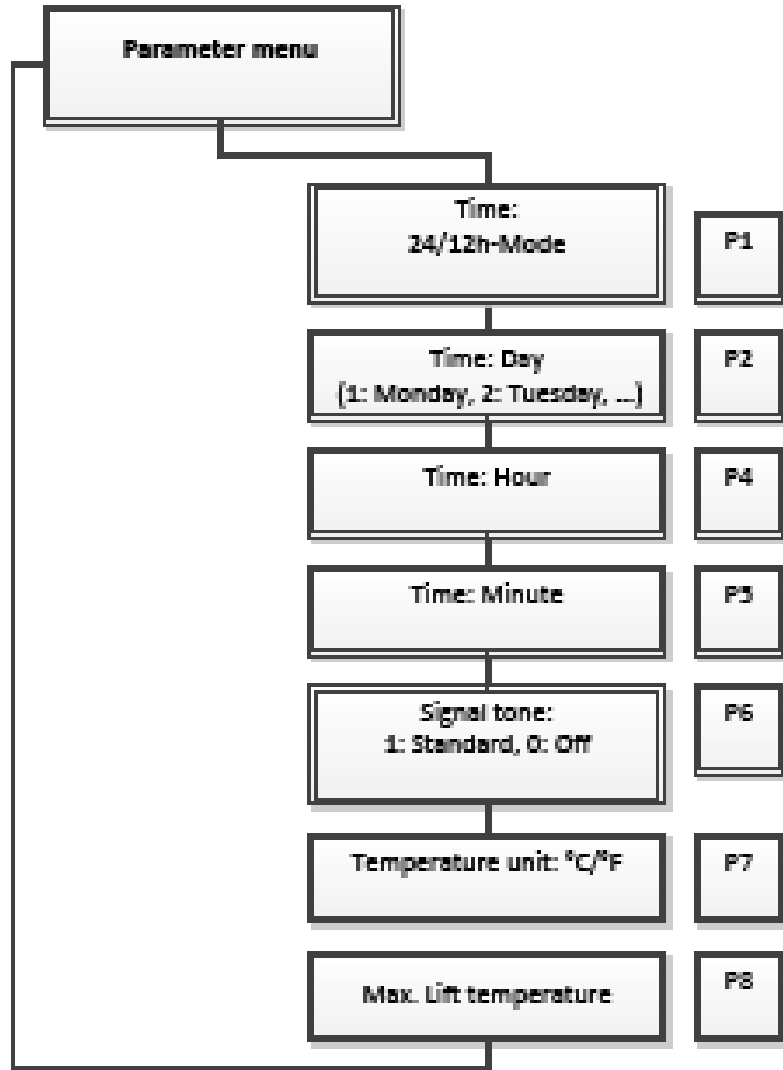 Parameter menu
Time:
24/12h-Mode
P1
Time: Day
(1: Monday, 2: Tuesday, ...)
P2
Time: Hour
P4
Time: Minute
P5
Signal tone:
1: Standard, 0: Off
P6
Temperature unit: °C/°F
P7
Max. Lift temperature
P8